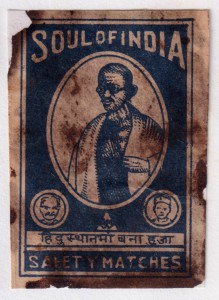 SOUL OF INDIA
हिंदुस्थानमां बना हुआ
SAFETY MATCHES